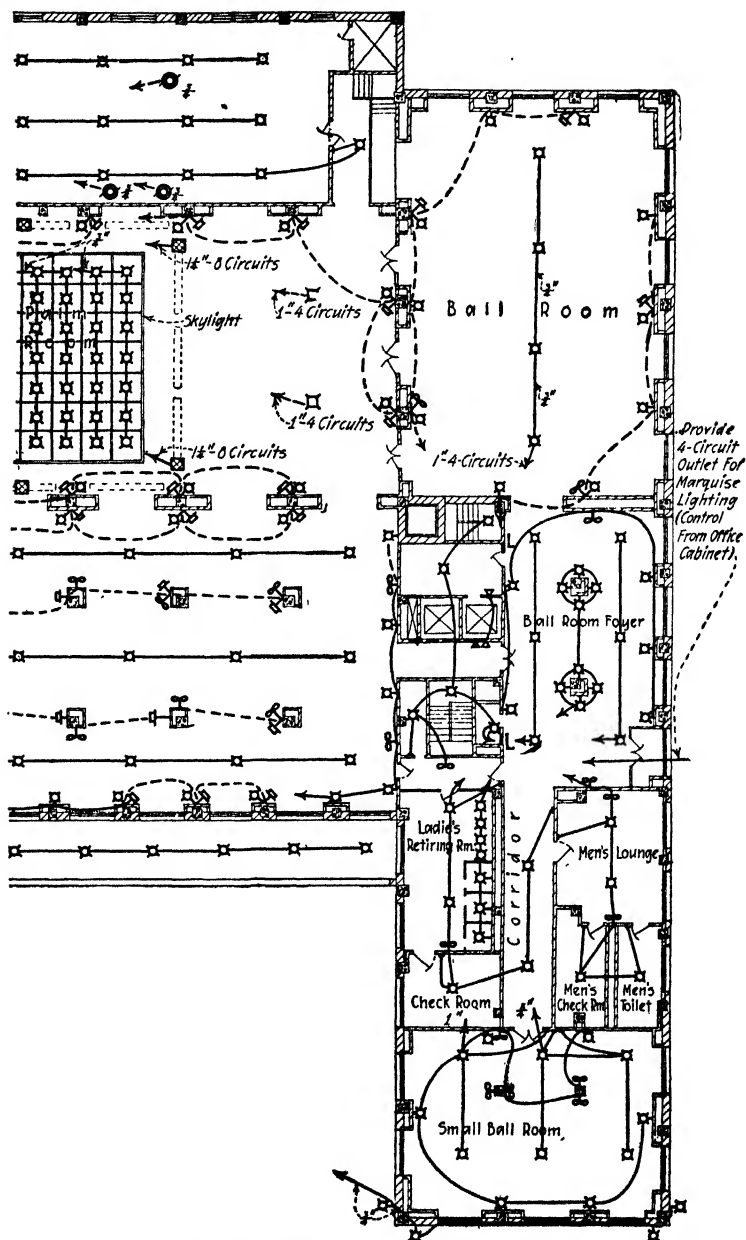 1¼"-8 Circuits
Skylight
Palm
Room
1"-4 Circuits
1"-4 Circuits
1¼"-8 Circuits
Ball Room
½"
½"
1"-4-Circuits
Provide
4-Circuit
Outlet For
Marquise
Lighting
(Control
From Office
Cabinet)
Ball Room Foyer
L
L
Ladie's
Retiring Rm.
Corridor
Men's Lounge
Check Room
1"
Men's
Check Rm.
Men's
Toilet
Small Ball Room